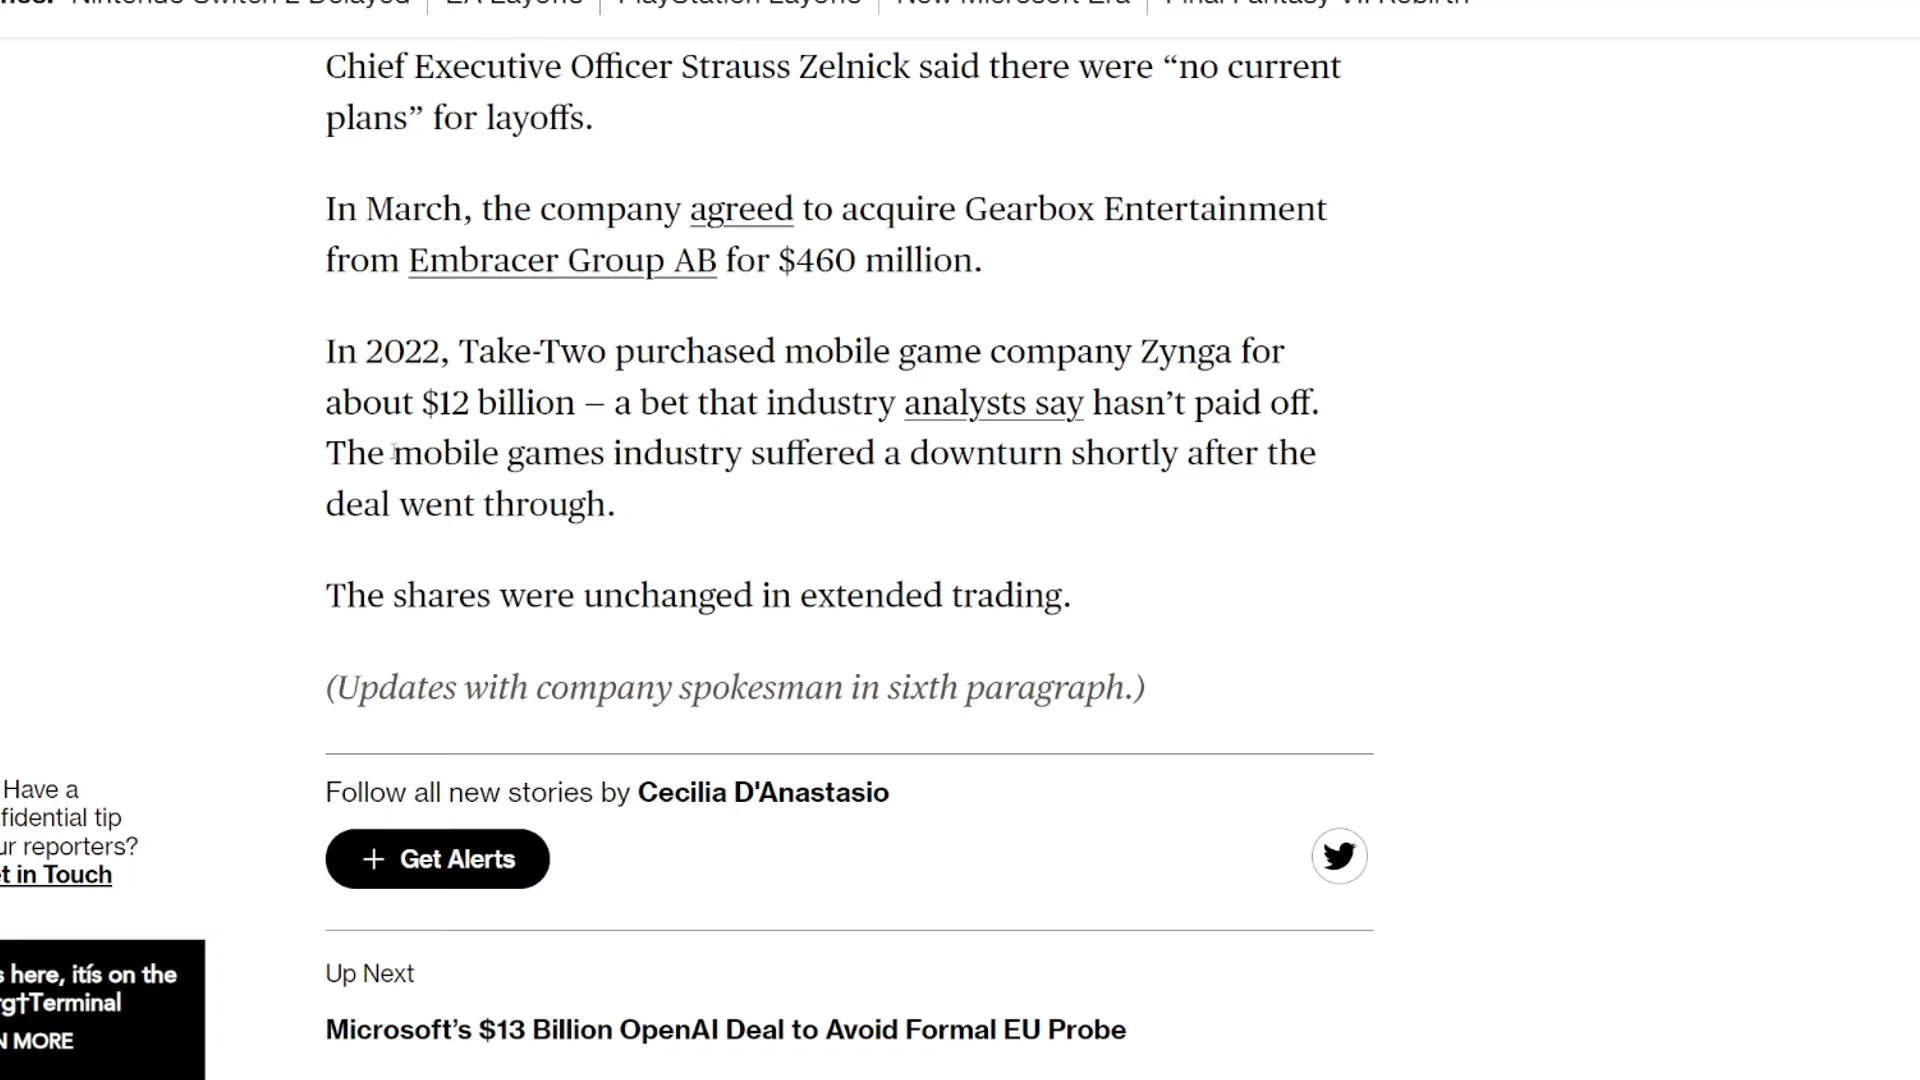 Nintendo Switch 2 Delayed EA Layoffs PlayStation Layoffs New Microsoft Era Final Fantasy VII Rebirth
Chief Executive Officer Strauss Zelnick said there were “no current
plans” for layoffs.
In March, the company agreed to acquire Gearbox Entertainment
from Embracer Group AB for $460 million.
In 2022, Take-Two purchased mobile game company Zynga for
about $12 billion – a bet that industry analysts say hasn’t paid off.
The mobile games industry suffered a downturn shortly after the
deal went through.
The shares were unchanged in extended trading.
(Updates with company spokesman in sixth paragraph.)
Have a
fidential tip
ur reporters?
t in Touch
Follow all new stories by Cecilia D'Anastasio
+ Get Alerts
s here, itís on the
rg†Terminal
N MORE
Up Next
Microsoft’s $13 Billion OpenAI Deal to Avoid Formal EU Probe